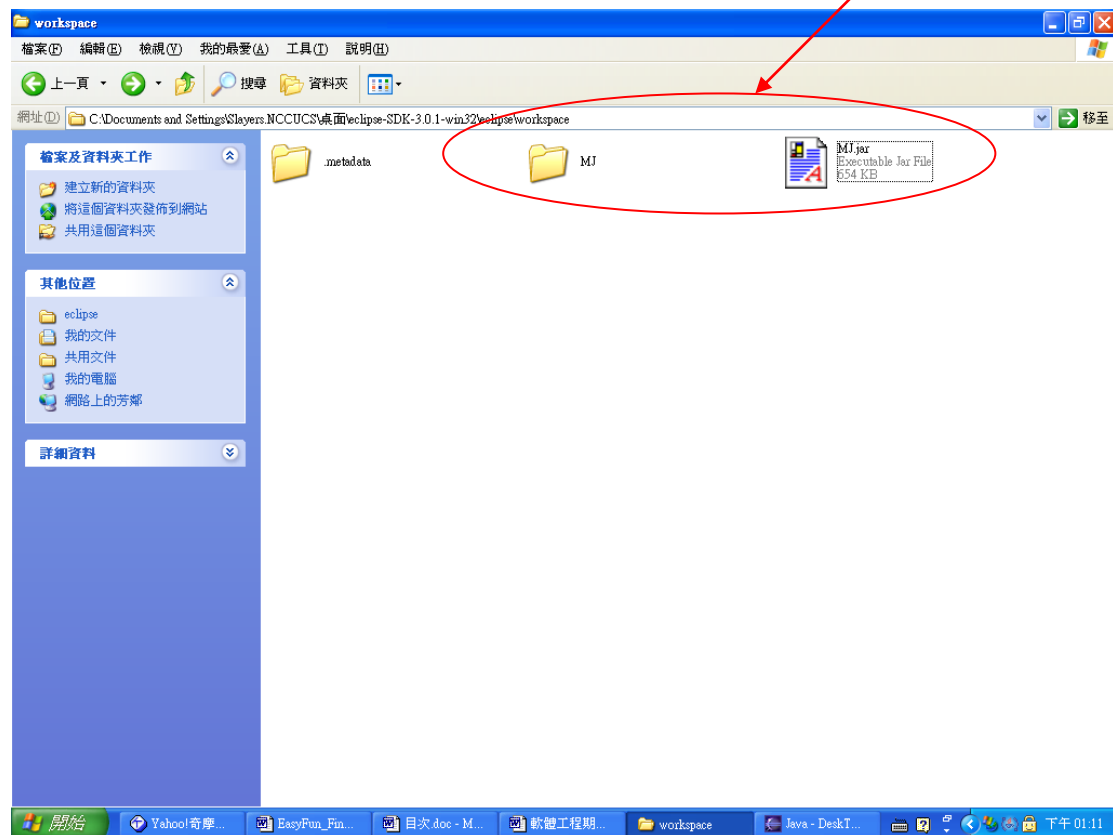 workspace
檔案(F) 編輯(E) 檢視(V) 我的最愛(A) 工具(T) 說明(H)
上一頁 搜尋 資料夾
網址(D) C:\Documents and Settings\Slayers.NCCUCS\桌面\eclipse-SDK-3.0.1-win32\eclipse\workspace 移至
檔案及資料夾工作
建立新的資料夾
將這個資料夾發佈到網站
共用這個資料夾
其他位置
eclipse
我的文件
共用文件
我的電腦
網路上的芳鄰
詳細資料
.metadata
MJ
MJ.jar
Executable Jar File
654 KB
開始 Yahoo!奇摩... EasyFun_Fin... 目次.doc - M... 軟體工程期... workspace Java - DeskT... 下午 01:11